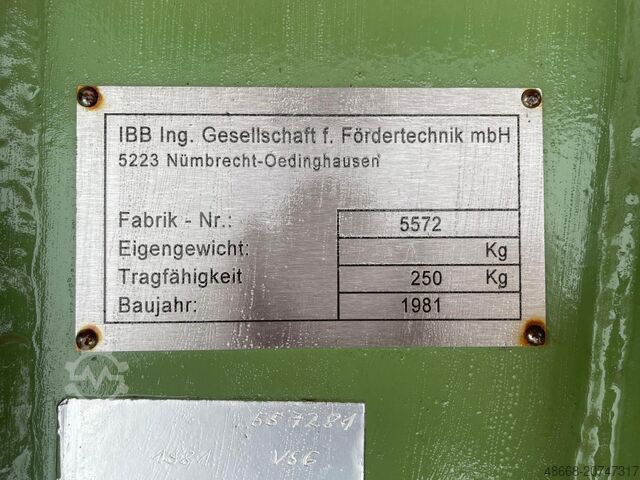 IBB Ing. Gesellschaft f. Fördertechnik mbH
5223 Nümbrecht-Oedinghausen
Fabrik - Nr.: 5572
Eigengewicht: Kg
Tragfähigkeit 250 Kg
Baujahr: 1981
557281
1981 VS6
48668-20747317